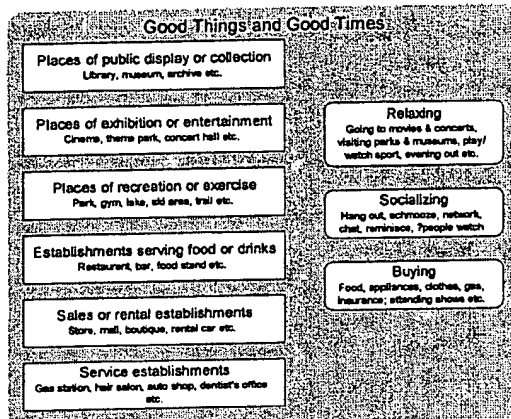 Good Things and Good Times
Places of public display or collection
Library, museum, archive etc.
Places of exhibition or entertainment
Cinema, theme park, concert hall etc.
Places of recreation or exercise
Park, gym, lake, ski area, trail etc.
Establishments serving food or drinks
Restaurant, bar, food stand etc.
Sales or rental establishments
Store, mall, boutique, rental car etc.
Service establishments
Gas station, hair salon, auto shop, dentist's office
etc.
Relaxing
Going to movies & concerts,
visiting parks & museums, play/
watch sport, evening out etc.
Socializing
Hang out, schmooze, network,
chat, reminisce, ?people watch
Buying
Food, appliances, clothes, gas,
insurance; attending shows etc.